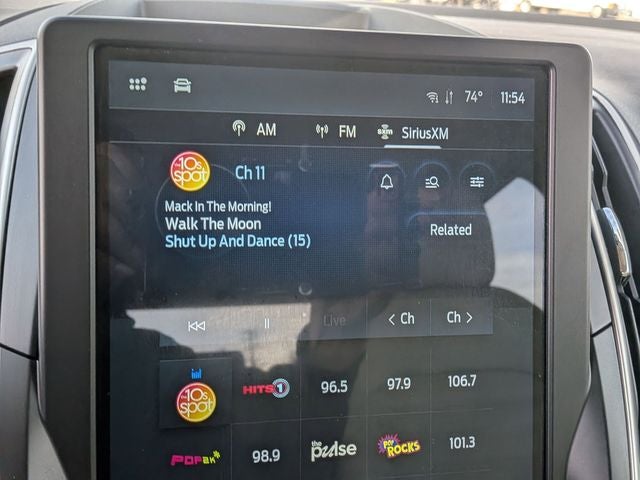 74° 11:54
AM FM SXM SiriusXM
10s spot Ch 11
Mack In The Morning!
Walk The Moon
Shut Up And Dance (15)
Related
Live < Ch Ch >
10s spot HITS 1 96.5 97.9 106.7
POP2K 98.9 the pulse POP ROCKS 101.3